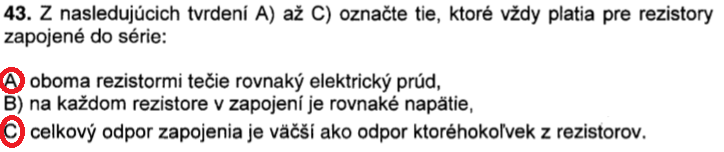 43. Z nasledujúcich tvrdení A) až C) označte tie, ktoré vždy platia pre rezistory
zapojené do série:
A) oboma rezistormi tečie rovnaký elektrický prúd,
B) na každom rezistore v zapojení je rovnaké napätie,
C) celkový odpor zapojenia je väčší ako odpor ktoréhokoľvek z rezistorov.